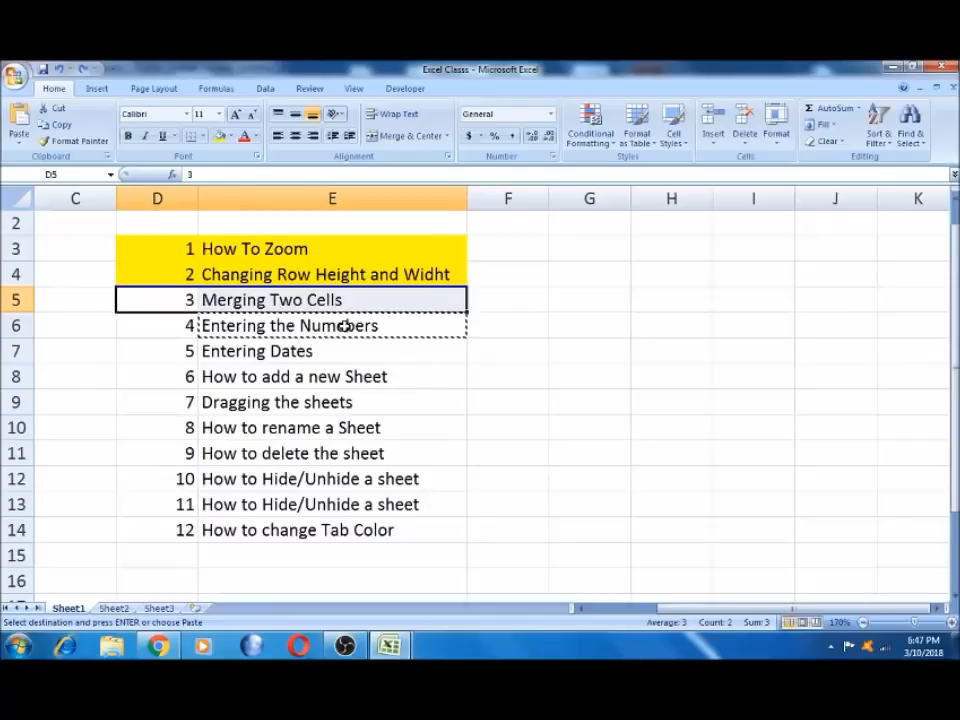 Excel Classs - Microsoft Excel
Home Insert Page Layout Formulas Data Review View Developer
Cut
Copy
Format Painter
Paste
Clipboard
Calibri 11
Font
Wrap Text
Merge & Center
Alignment
General
Number
Conditional Formatting
Format as Table
Cell Styles
Styles
Insert Delete Format
Cells
AutoSum
Fill
Clear
Sort & Filter
Find & Select
Editing
D5 fx 3
C D E F G H I J K
2
3 1 How To Zoom
4 2 Changing Row Height and Widht
5 3 Merging Two Cells
6 4 Entering the Numbers
7 5 Entering Dates
8 6 How to add a new Sheet
9 7 Dragging the sheets
10 8 How to rename a Sheet
11 9 How to delete the sheet
12 10 How to Hide/Unhide a sheet
13 11 How to Hide/Unhide a sheet
14 12 How to change Tab Color
15
16
Sheet1 Sheet2 Sheet3
Select destination and press ENTER or choose Paste Average: 3 Count: 2 Sum: 3 170%
6:47 PM
3/10/2018